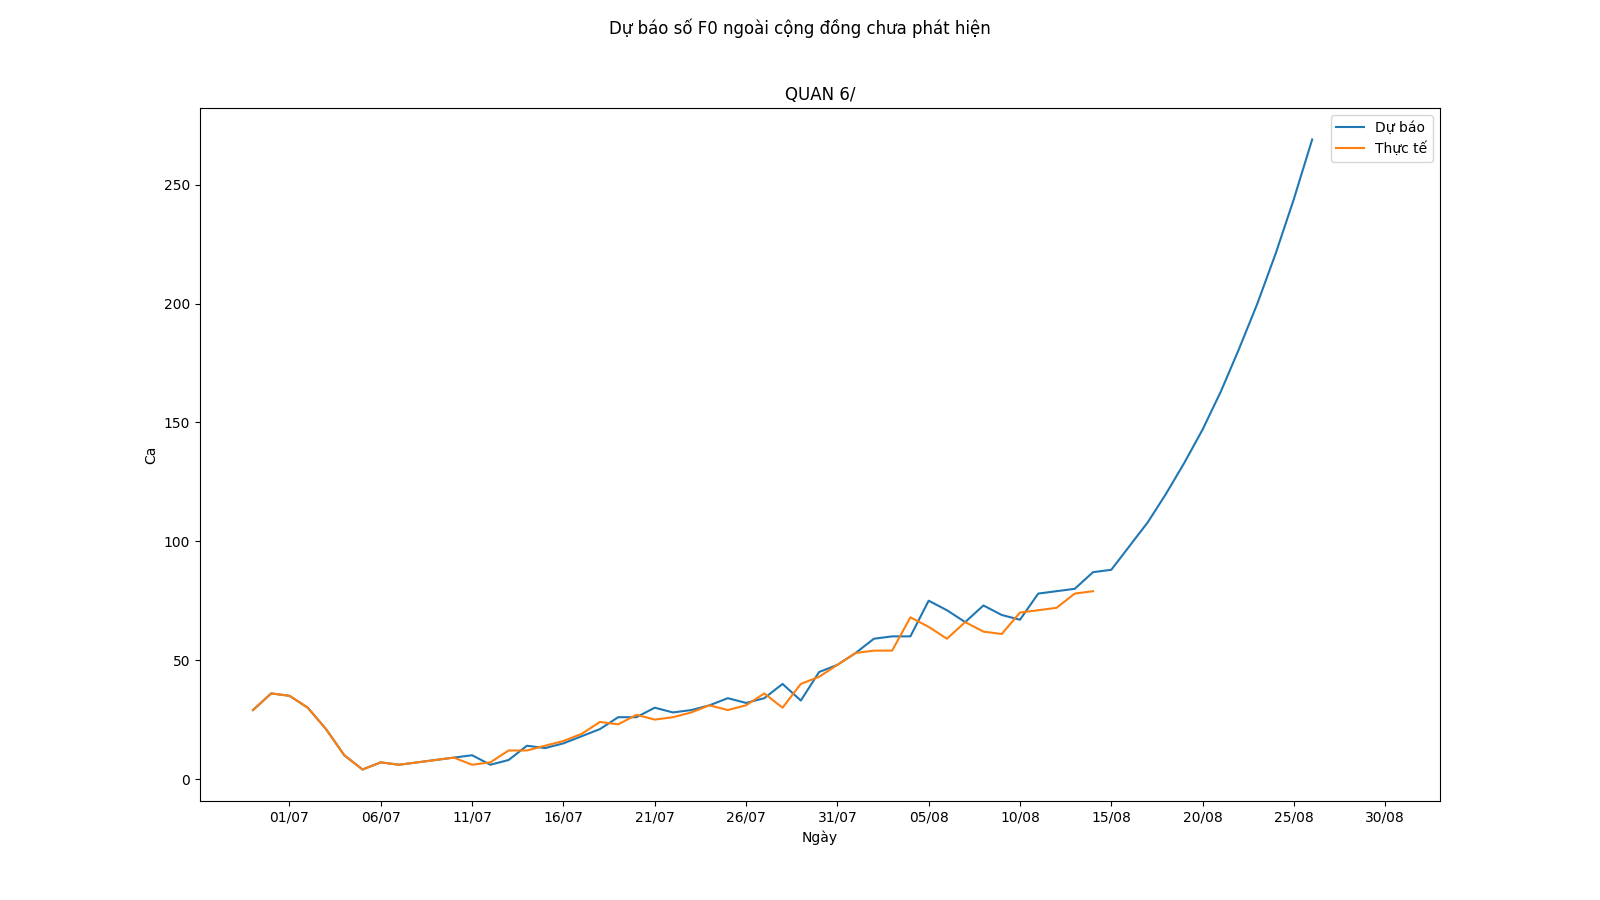 Dự báo số F0 ngoài cộng đồng chưa phát hiện
QUAN 6/
Dự báo
Thực tế
250
200
150
100
50
0
Ca
01/07 06/07 11/07 16/07 21/07 26/07 31/07 05/08 10/08 15/08 20/08 25/08 30/08
Ngày